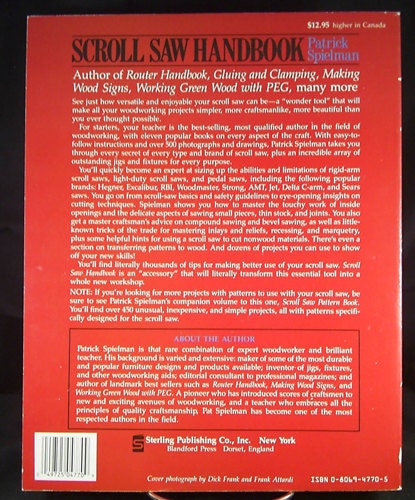 $12.95 higher in Canada
SCROLL SAW HANDBOOK Patrick
Spielman
Author of Router Handbook, Gluing and Clamping, Making
Wood Signs, Working Green Wood with PEG, many more
See just how versatile and enjoyable your scroll saw can be—a "wonder tool" that will
make all your woodworking projects simpler, more craftsmanlike, more beautiful than
you ever thought possible.
For starters, your teacher is the best-selling, most qualified author in the field of
woodworking, with eleven popular books on every aspect of the craft. With easy-to-
follow instructions and over 500 photographs and drawings, Patrick Spielman takes you
through every secret of every type and brand of scroll saw, plus an incredible array of
outstanding jigs and fixtures for every purpose.
You'll quickly become an expert at sizing up the abilities and limitations of rigid-arm
scroll saws, light-duty scroll saws, and pedal saws, including the following popular
brands: Hegner, Excalibur, RBI, Woodmaster, Strong, AMT, Jet, Delta C-arm, and Sears
saws. You go on from scroll-saw basics and safety guidelines to eye-opening insights on
cutting techniques. Spielman shows you how to master the touchy work of inside
openings and the delicate aspects of sawing small pieces, thin stock, and joints. You also
get a master craftsman's advice on compound sawing and bevel sawing, as well as little-
known tricks of the trade for mastering inlays and reliefs, recessing, and marquetry,
plus some helpful hints for using a scroll saw to cut nonwood materials. There's even a
section on transferring patterns to wood. And dozens of projects you can use to show
off your new skills!
You'll find literally thousands of tips for making better use of your scroll saw. Scroll
Saw Handbook is an "accessory" that will literally transform this essential tool into a
whole new workshop.
NOTE: If you're looking for more projects with patterns to use with your scroll saw, be
sure to see Patrick Spielman's companion volume to this one, Scroll Saw Pattern Book.
You'll find over 450 unusual, inexpensive, and simple projects, all with patterns specifi-
cally designed for the scroll saw.
ABOUT THE AUTHOR
Patrick Spielman is that rare combination of expert woodworker and brilliant
teacher. His background is varied and extensive: maker of some of the most durable
and popular furniture designs and products available; inventor of jigs, fixtures,
and other woodworking aids; editorial consultant to professional magazines; and
author of landmark best sellers such as Router Handbook, Making Wood Signs, and
Working Green Wood with PEG. A pioneer who has introduced scores of craftsmen to
new and exciting avenues of woodworking, and a teacher who embraces all the
principles of quality craftsmanship, Pat Spielman has become one of the most
respected authors in the field.
Sterling Publishing Co., Inc. New York
Blandford Press Dorset, England
Cover photograph by Dick Frank and Frank Attardi
ISBN 0-8069-4770-5
0 49725 04770 4